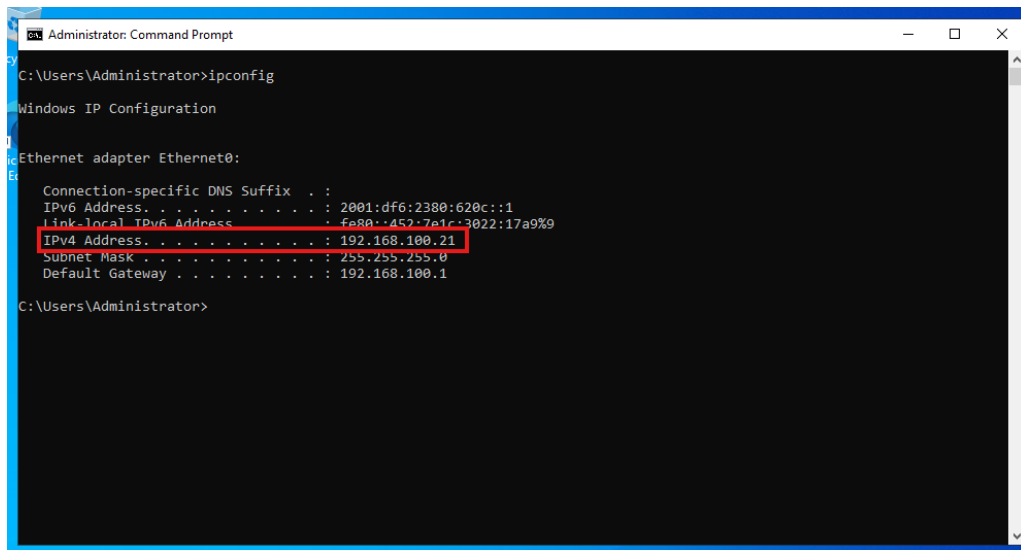 Administrator: Command Prompt
C:\Users\Administrator>ipconfig
Windows IP Configuration
Ethernet adapter Ethernet0:
Connection-specific DNS Suffix . :
IPv6 Address. . . . . . . . . . . : 2001:df6:2380:620c::1
Link-local IPv6 Address . . . . . : fe80::452:7e1c:3022:17a9%9
IPv4 Address. . . . . . . . . . . : 192.168.100.21
Subnet Mask . . . . . . . . . . . : 255.255.255.0
Default Gateway . . . . . . . . . : 192.168.100.1
C:\Users\Administrator>